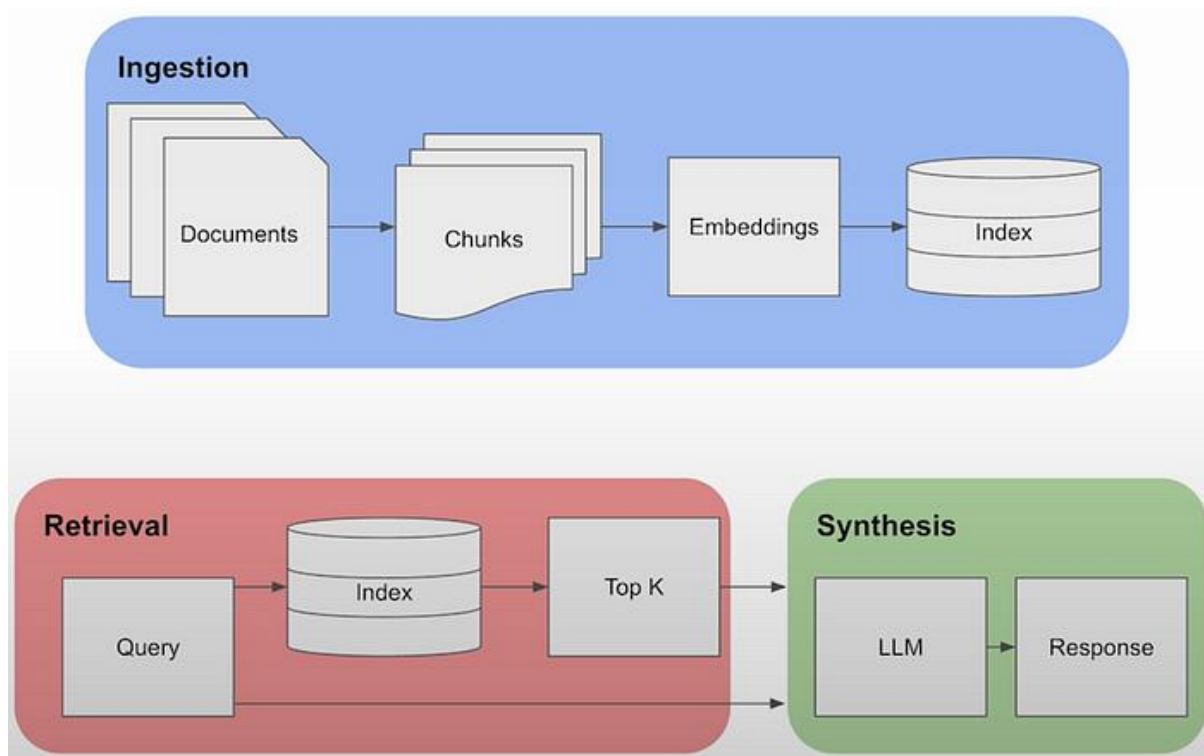 Ingestion
Documents
Chunks
Embeddings
Index
Retrieval
Query
Index
Top K
Synthesis
LLM
Response